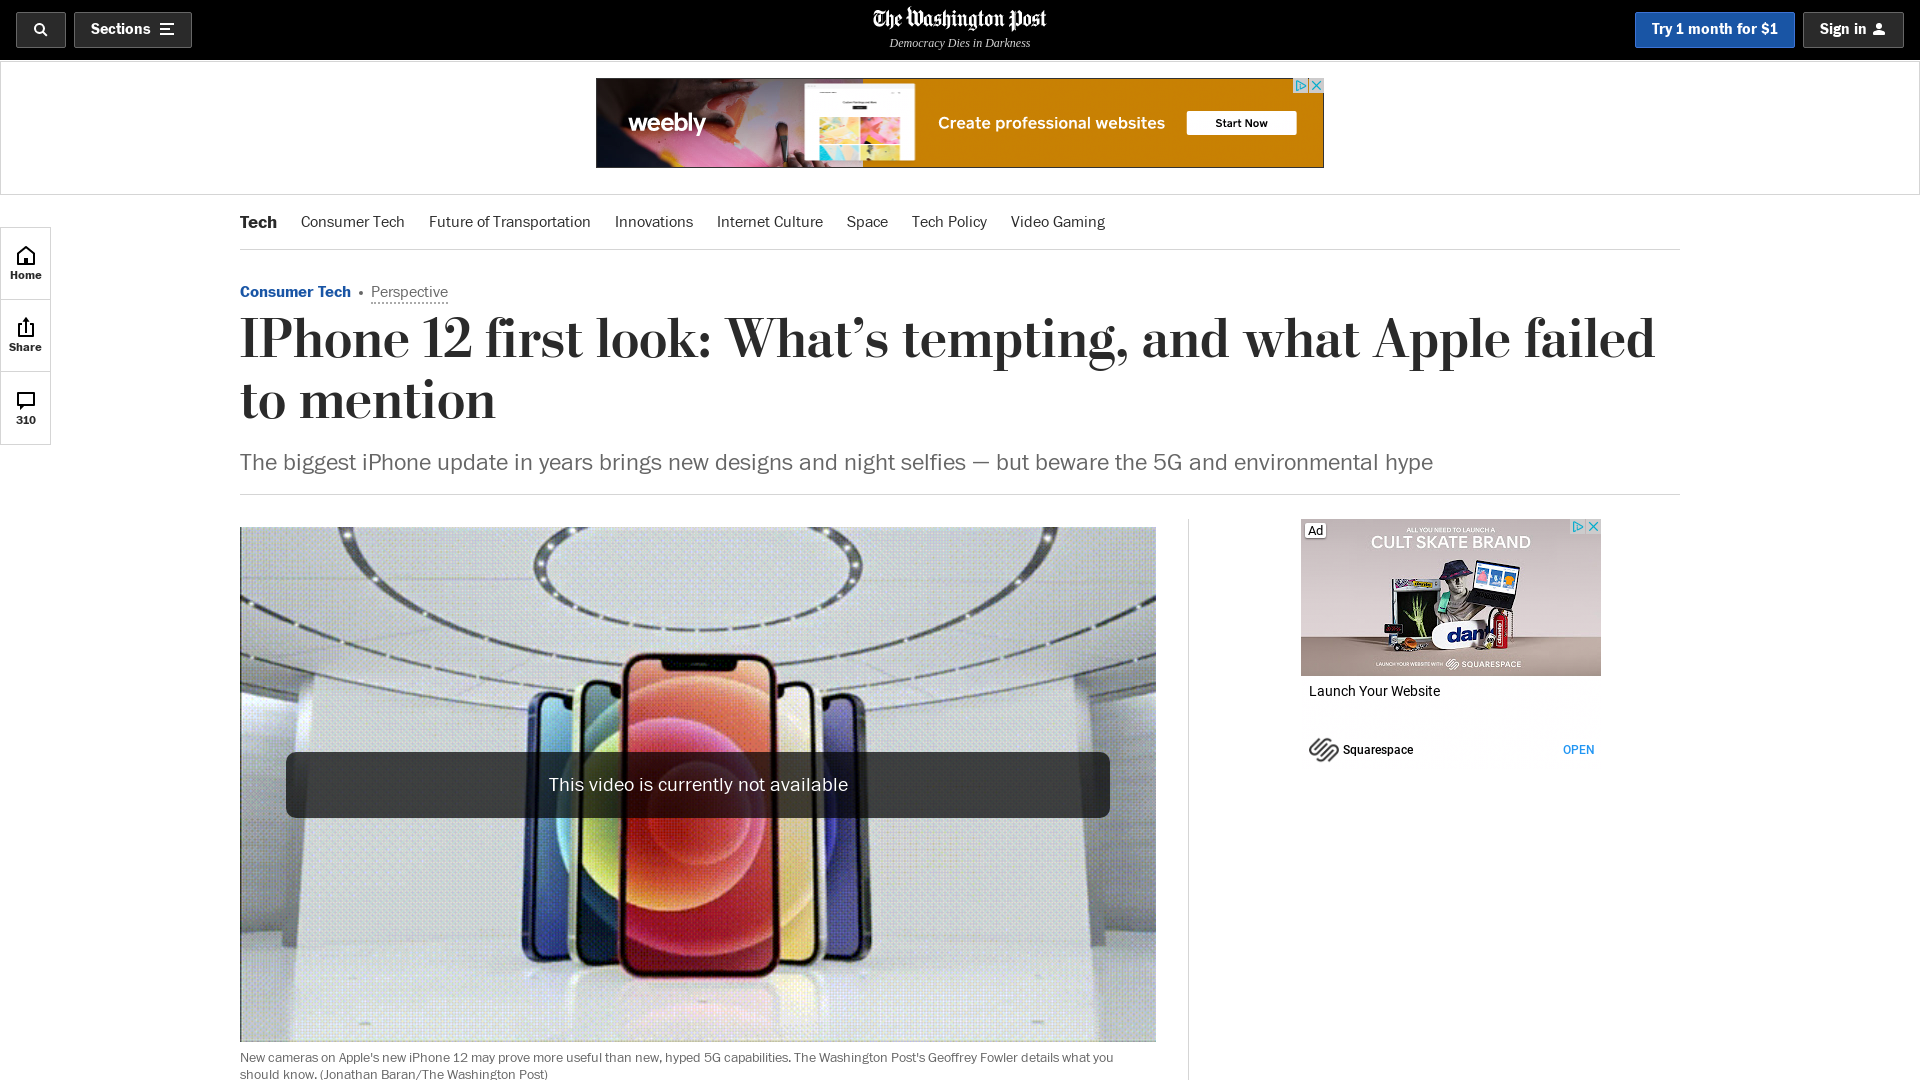 Sections
The Washington Post
Democracy Dies in Darkness
Try 1 month for $1
Sign in
weebly
Create professional websites
Start Now
Tech
Consumer Tech
Future of Transportation
Innovations
Internet Culture
Space
Tech Policy
Video Gaming
Home
Share
310
Consumer Tech • Perspective
IPhone 12 first look: What’s tempting, and what Apple failed
to mention
The biggest iPhone update in years brings new designs and night selfies — but beware the 5G and environmental hype
This video is currently not available
New cameras on Apple's new iPhone 12 may prove more useful than new, hyped 5G capabilities. The Washington Post's Geoffrey Fowler details what you
should know. (Jonathan Baran/The Washington Post)
Ad
ALL YOU NEED TO LAUNCH A
CULT SKATE BRAND
LAUNCH YOUR WEBSITE WITH SQUARESPACE
Launch Your Website
Squarespace
OPEN